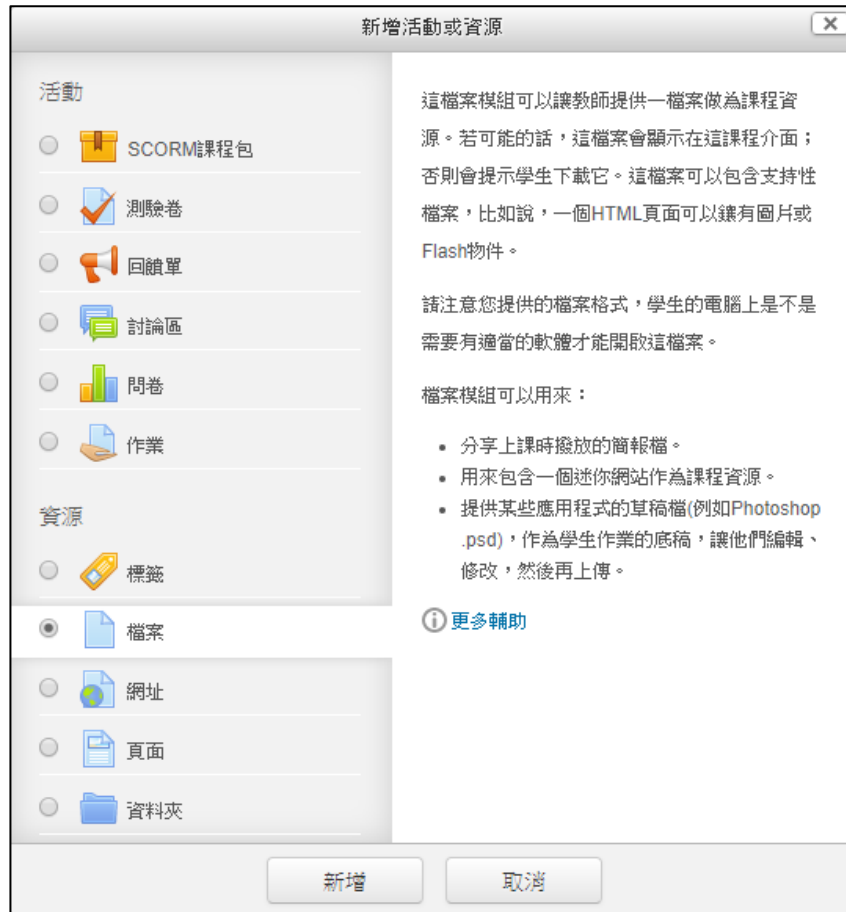 新增活動或資源
活動
SCORM課程包
測驗卷
回饋單
討論區
問卷
作業
資源
標籤
檔案
網址
頁面
資料夾
這檔案模組可以讓教師提供一檔案做為課程資
源。若可能的話，這檔案會顯示在這課程介面；
否則會提示學生下載它。這檔案可以包含支持性
檔案，比如說，一個HTML頁面可以鑲有圖片或
Flash物件。
請注意您提供的檔案格式，學生的電腦上是不是
需要有適當的軟體才能開啟這檔案。
檔案模組可以用來：
• 分享上課時撥放的簡報檔。
• 用來包含一個迷你網站作為課程資源。
• 提供某些應用程式的草稿檔(例如Photoshop
.psd)，作為學生作業的底稿，讓他們編輯、
修改，然後再上傳。
更多輔助
新增
取消